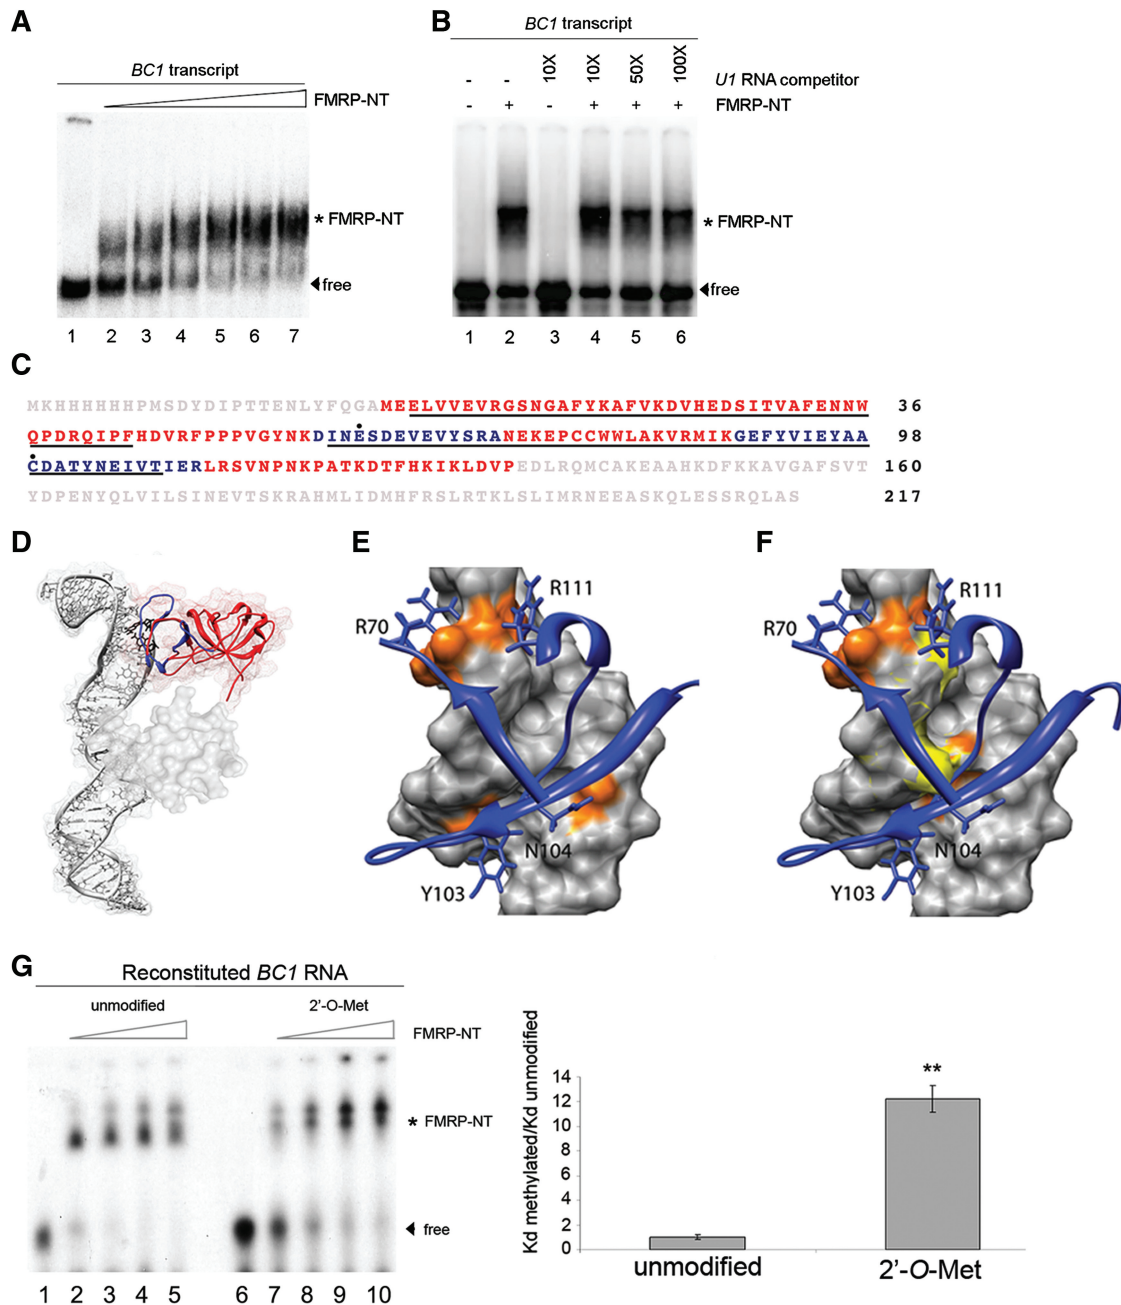 A
BC1 transcript
FMRP-NT
* FMRP-NT
free
1 2 3 4 5 6 7
B
BC1 transcript
- - 10X 10X 50X 100X U1 RNA competitor
- + - + + + FMRP-NT
* FMRP-NT
free
1 2 3 4 5 6
C
MKHHHHHHPMSDYDIPTTENLYFQGAMEELVVEVRGSNGAFYKAFVKDVHEDSITVAFENNW 36
QPDRQIPFHDVRFPPPVGYNKDINESDEVEVYSRANEKEPCCWWLAKVRMIKGEFYVIEYAA 98
CDATYNEIVTIERLRSVNPNKPATKDTFHKIKLDVPEDLRQMCAKEAAHKDFKKAVGAFSVT 160
YDPENYQLVILSINEVTSKRAHMLIDMHFRSLRTKLSLIMRNEEASKQLESSRQLAS 217
D
E
R111
R70
N104
Y103
F
R111
R70
N104
Y103
G
Reconstituted BC1 RNA
unmodified 2'-O-Met
FMRP-NT
* FMRP-NT
free
1 2 3 4 5 6 7 8 9 10
Kd methylated/Kd unmodified
14
12
10
8
6
4
2
0
**
unmodified 2'-O-Met